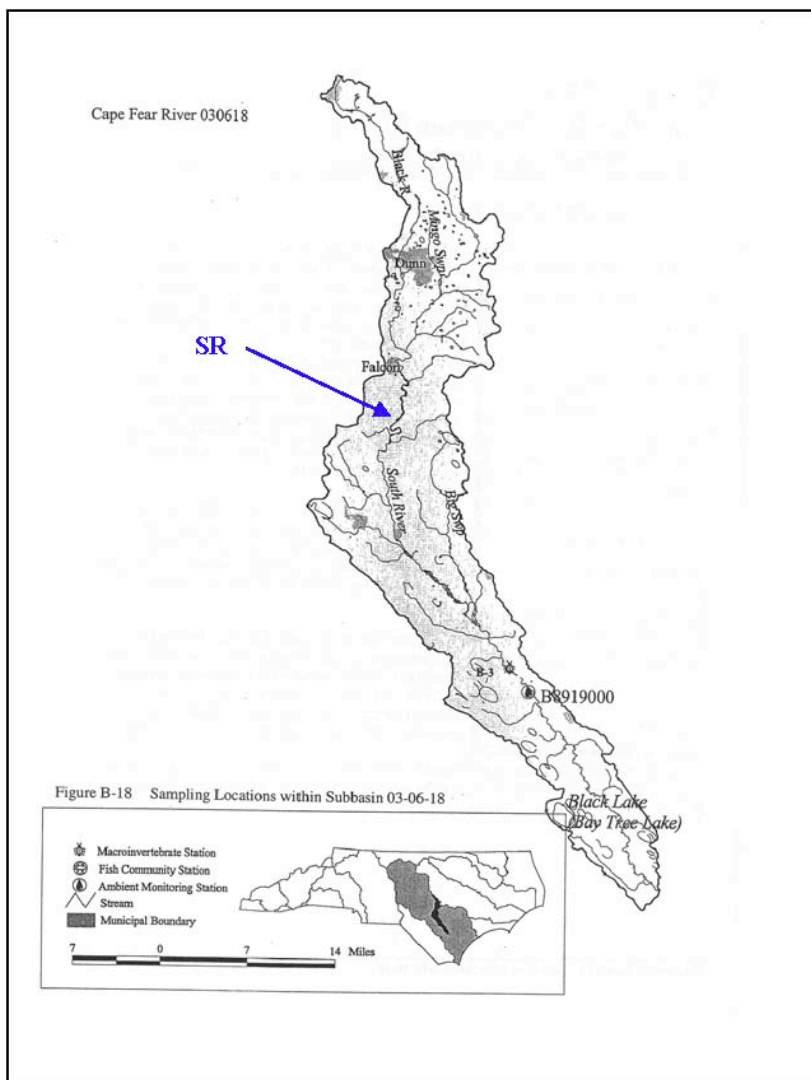 Cape Fear River 030618
Black R
Mingo Swp
Dunn
SR
Falcon
South River
Big Swp
B-3
B8919000
Figure B-18 Sampling Locations within Subbasin 03-06-18
Black Lake
(Bay Tree Lake)
Macroinvertebrate Station
Fish Community Station
Ambient Monitoring Station
Stream
Municipal Boundary
7 0 7 14 Miles